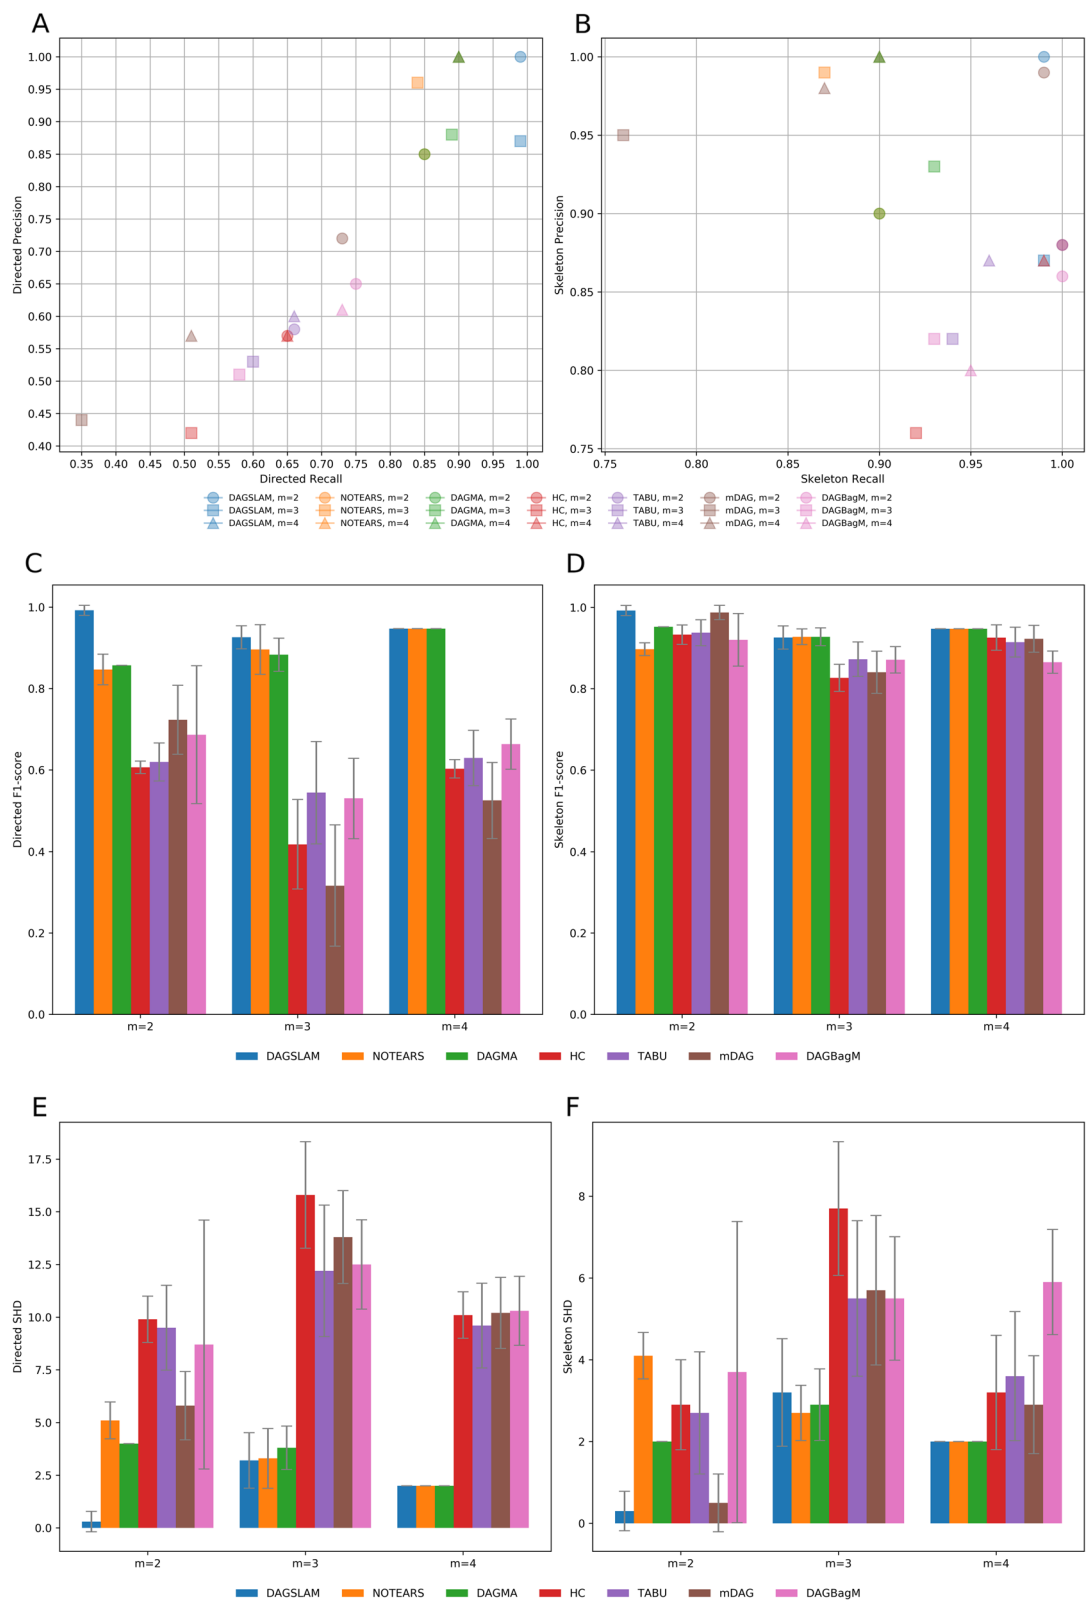 A
B
1.00
0.95
0.90
0.85
0.80
0.75
0.70
0.65
0.60
0.55
0.50
0.45
0.40
Directed Precision
0.35 0.40 0.45 0.50 0.55 0.60 0.65 0.70 0.75 0.80 0.85 0.90 0.95 1.00
Directed Recall
1.00
0.95
0.90
0.85
0.80
0.75
Skeleton Precision
0.75 0.80 0.85 0.90 0.95 1.00
Skeleton Recall
DAGSLAM, m=2 NOTEARS, m=2 DAGMA, m=2 HC, m=2 TABU, m=2 mDAG, m=2 DAGBagM, m=2
DAGSLAM, m=3 NOTEARS, m=3 DAGMA, m=3 HC, m=3 TABU, m=3 mDAG, m=3 DAGBagM, m=3
DAGSLAM, m=4 NOTEARS, m=4 DAGMA, m=4 HC, m=4 TABU, m=4 mDAG, m=4 DAGBagM, m=4
C
D
1.0
0.8
0.6
0.4
0.2
0.0
Directed F1-score
m=2 m=3 m=4
1.0
0.8
0.6
0.4
0.2
0.0
Skeleton F1-score
m=2 m=3 m=4
DAGSLAM NOTEARS DAGMA HC TABU mDAG DAGBagM
E
F
17.5
15.0
12.5
10.0
7.5
5.0
2.5
0.0
Directed SHD
m=2 m=3 m=4
8
6
4
2
0
Skeleton SHD
m=2 m=3 m=4
DAGSLAM NOTEARS DAGMA HC TABU mDAG DAGBagM